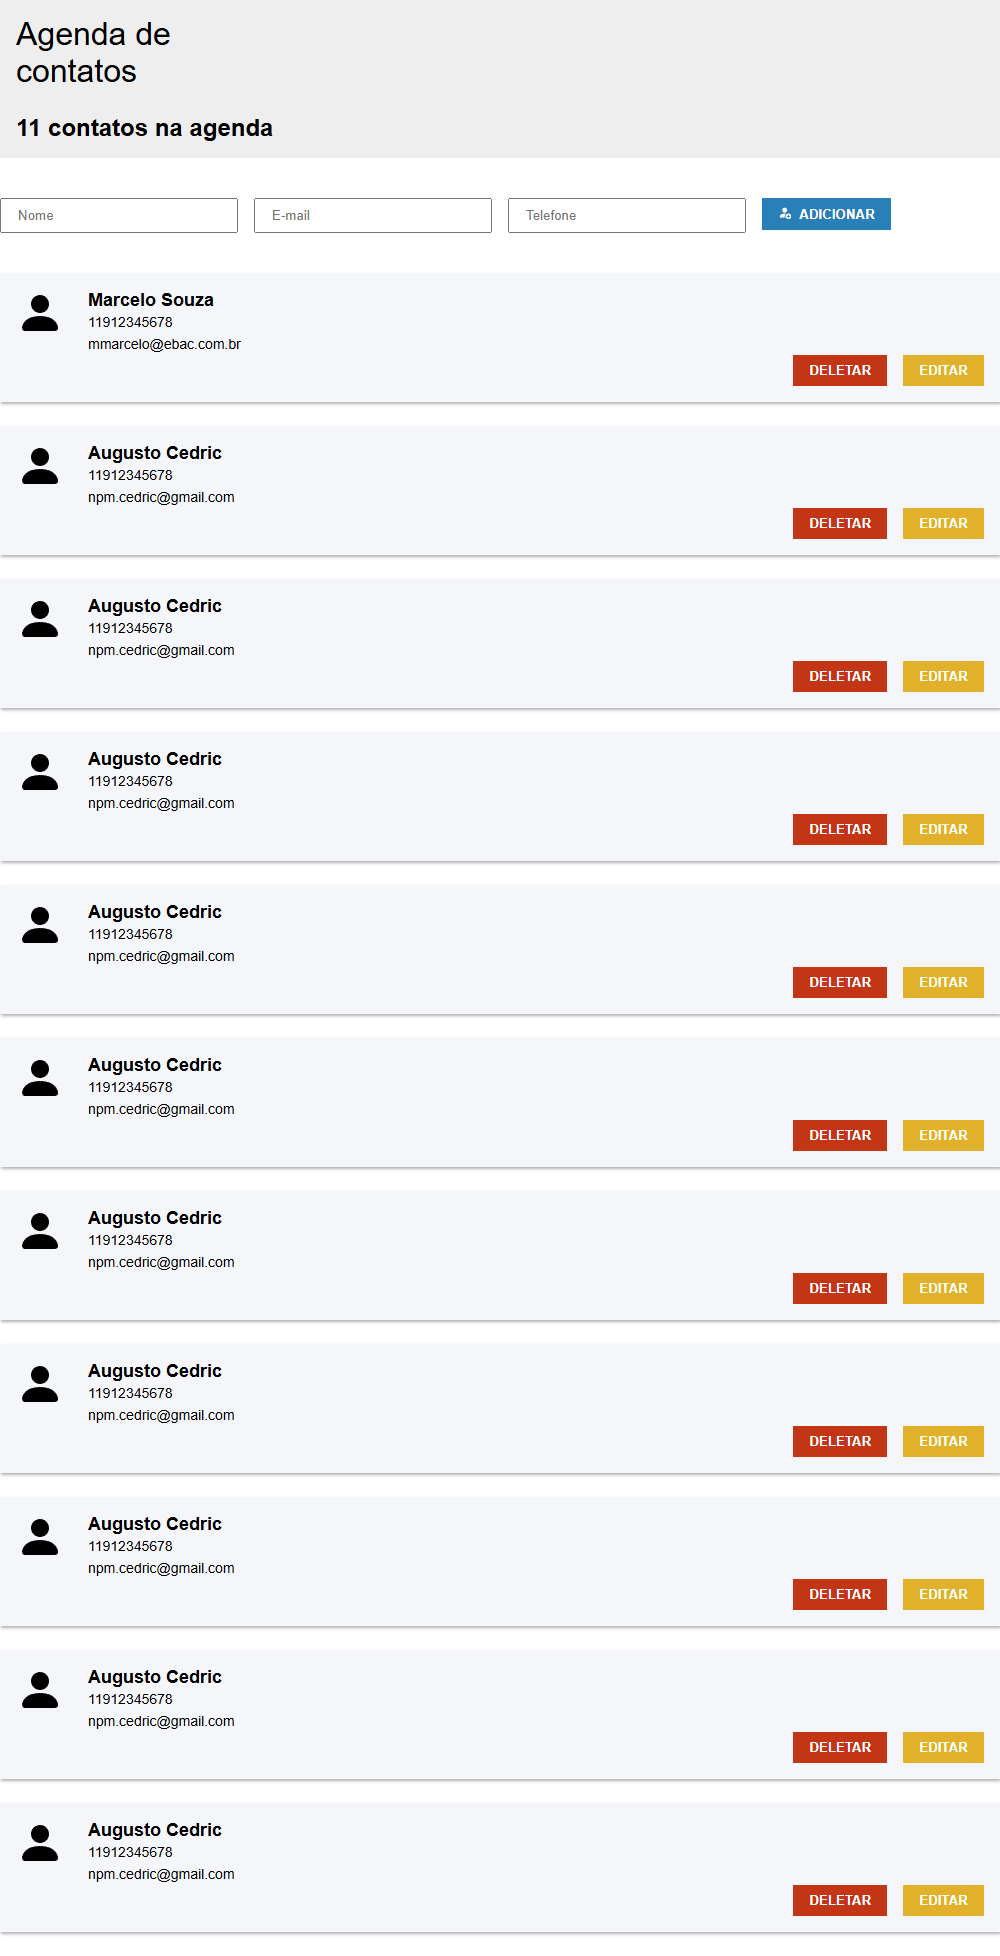 Agenda de
contatos
11 contatos na agenda
Nome E-mail Telefone ADICIONAR
Marcelo Souza
11912345678
mmarcelo@ebac.com.br
DELETAR EDITAR
Augusto Cedric
11912345678
npm.cedric@gmail.com
DELETAR EDITAR
Augusto Cedric
11912345678
npm.cedric@gmail.com
DELETAR EDITAR
Augusto Cedric
11912345678
npm.cedric@gmail.com
DELETAR EDITAR
Augusto Cedric
11912345678
npm.cedric@gmail.com
DELETAR EDITAR
Augusto Cedric
11912345678
npm.cedric@gmail.com
DELETAR EDITAR
Augusto Cedric
11912345678
npm.cedric@gmail.com
DELETAR EDITAR
Augusto Cedric
11912345678
npm.cedric@gmail.com
DELETAR EDITAR
Augusto Cedric
11912345678
npm.cedric@gmail.com
DELETAR EDITAR
Augusto Cedric
11912345678
npm.cedric@gmail.com
DELETAR EDITAR
Augusto Cedric
11912345678
npm.cedric@gmail.com
DELETAR EDITAR